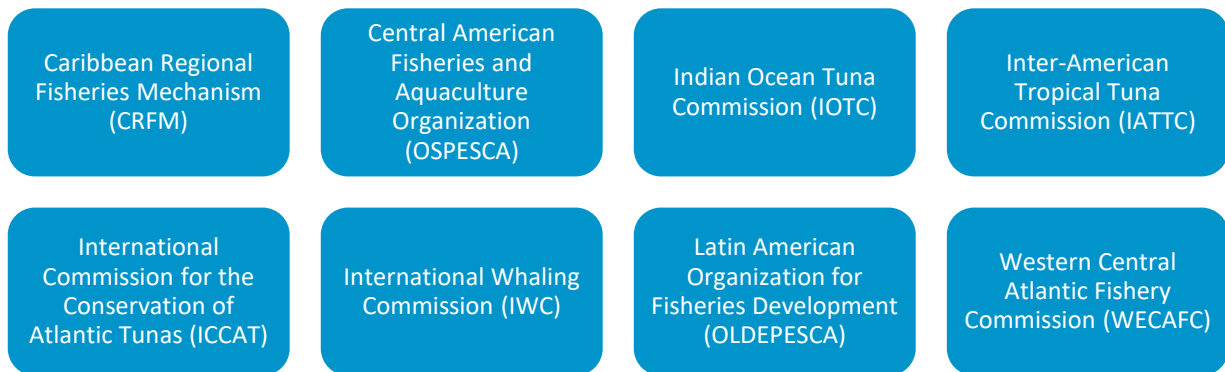 Caribbean Regional
Fisheries Mechanism
(CRFM)
Central American
Fisheries and
Aquaculture
Organization
(OSPESCA)
Indian Ocean Tuna
Commission (IOTC)
Inter-American
Tropical Tuna
Commission (IATTC)
International
Commission for the
Conservation of
Atlantic Tunas (ICCAT)
International Whaling
Commission (IWC)
Latin American
Organization for
Fisheries Development
(OLDEPESCA)
Western Central
Atlantic Fishery
Commission (WECAFC)